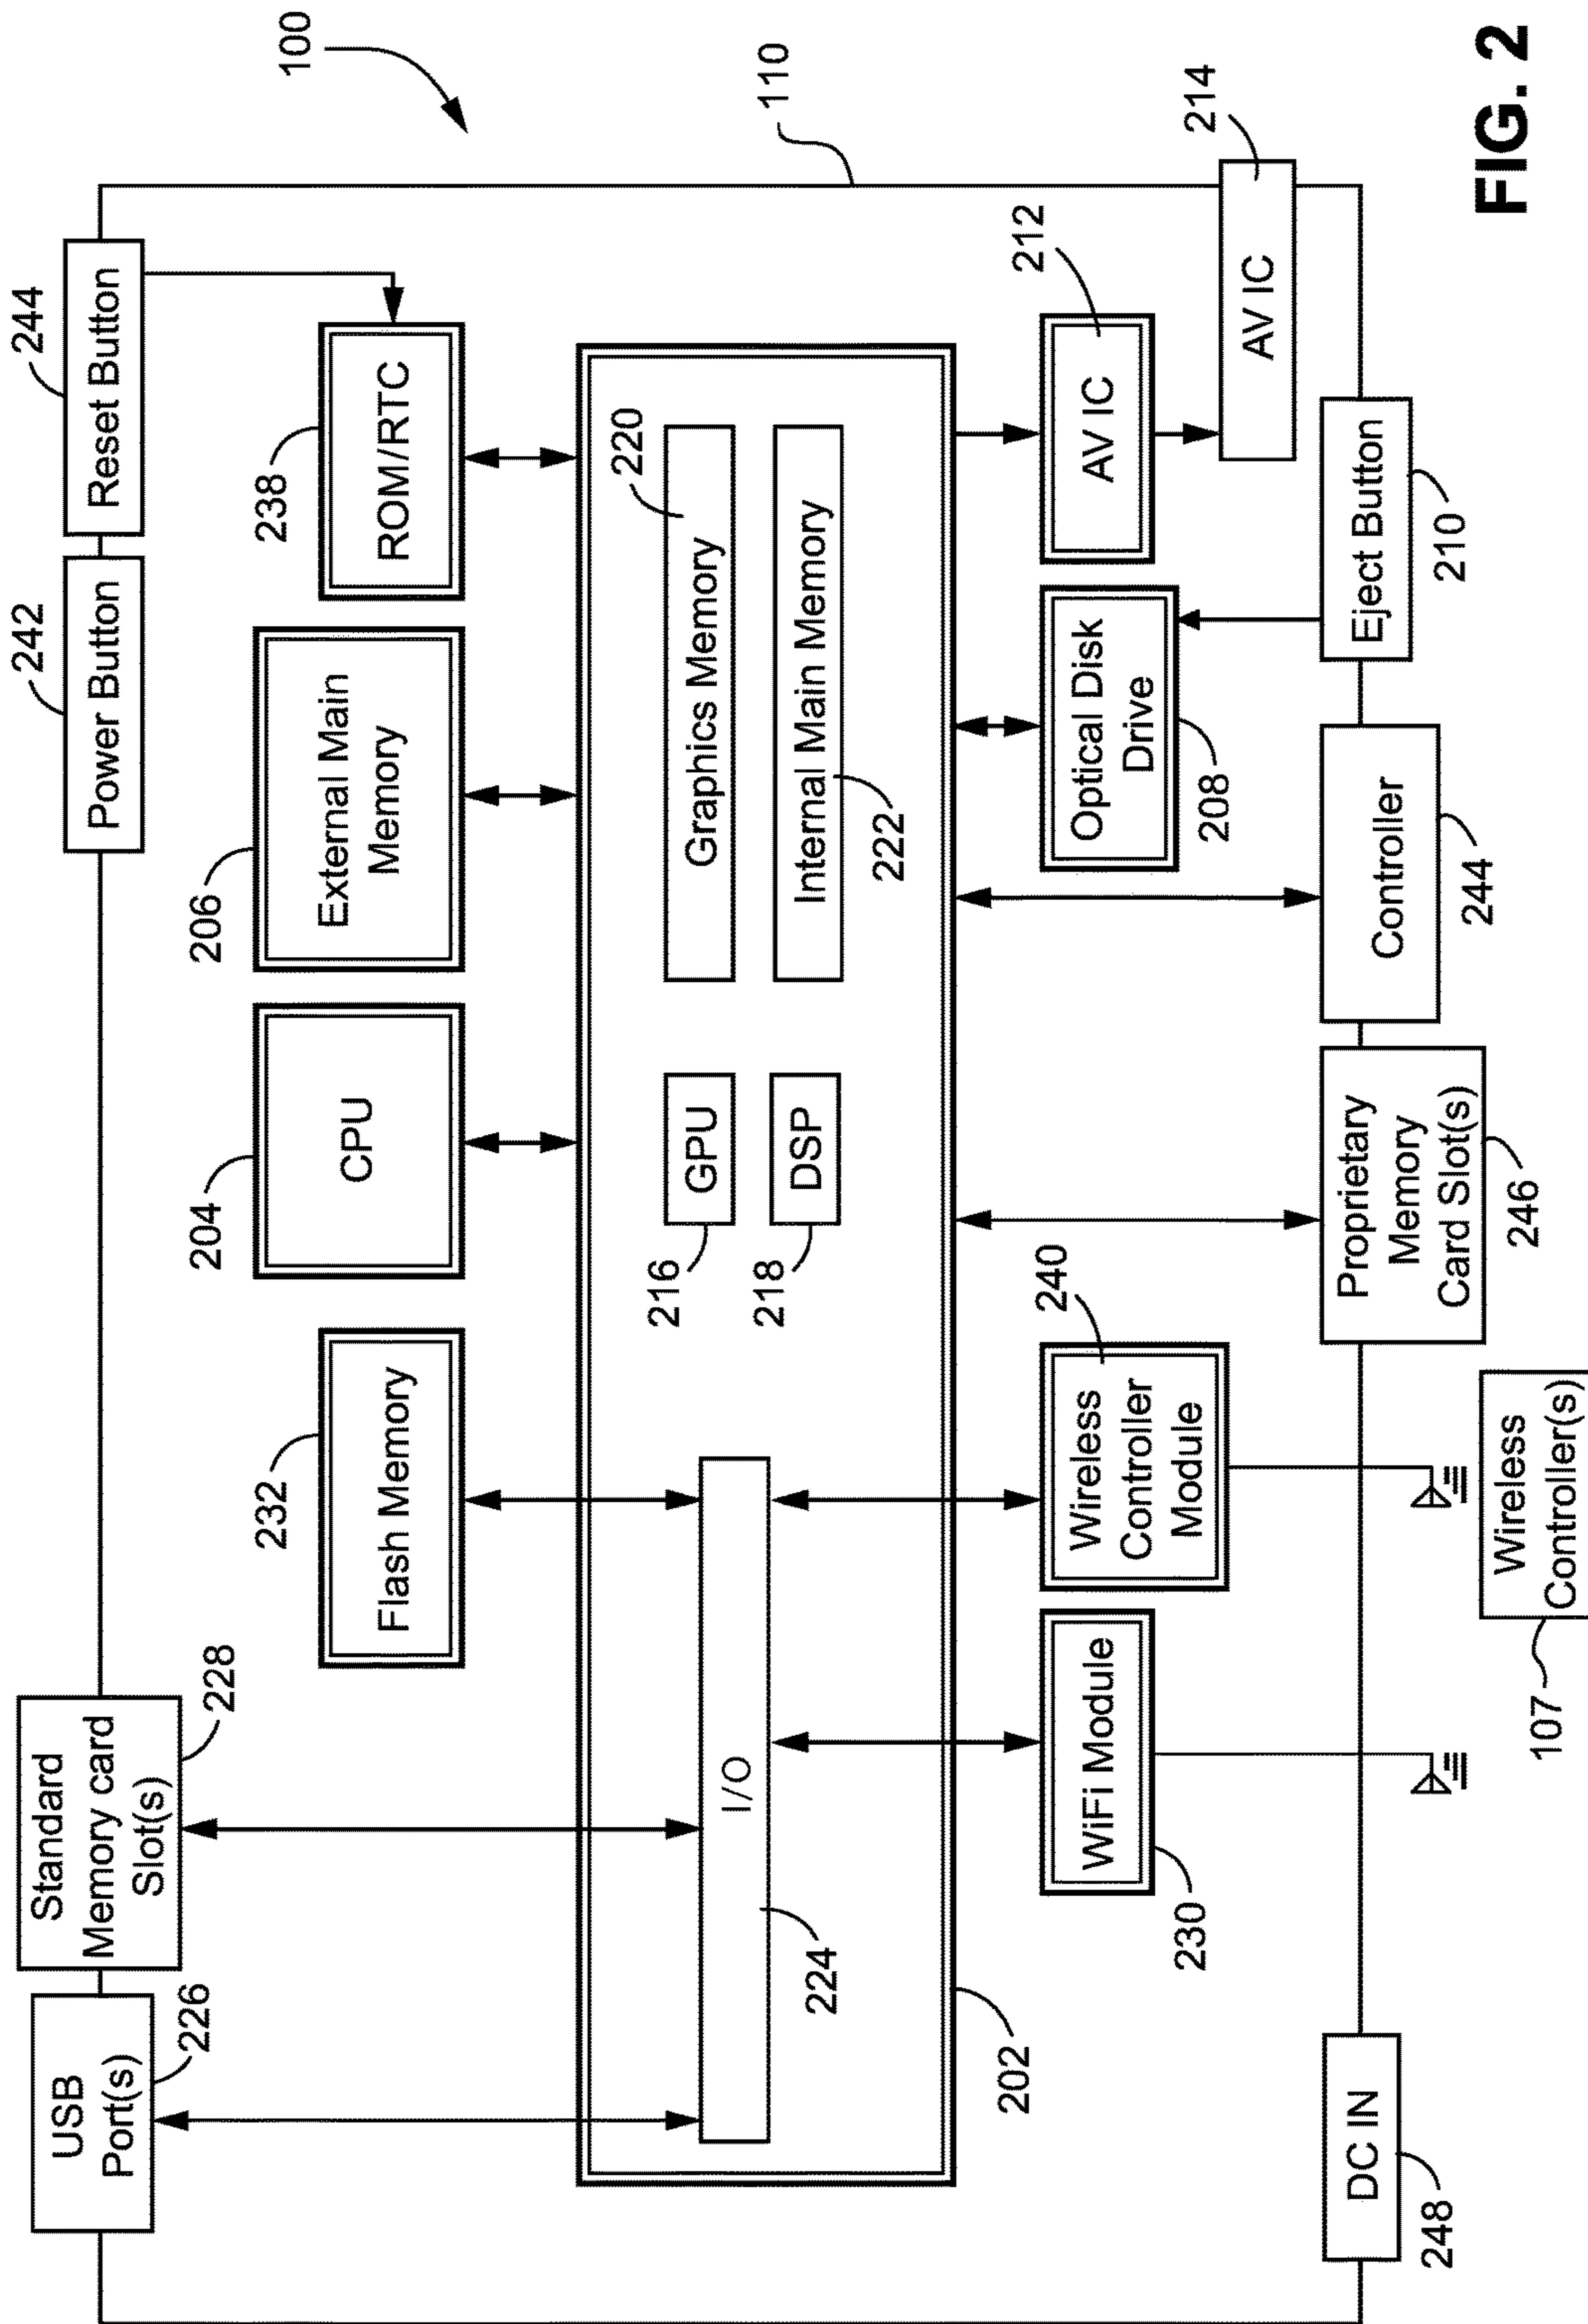 100
110
242
244
Power Button
Reset Button
USB
Port(s)
226
Standard
Memory card
Slot(s)
228
232
Flash Memory
204
CPU
206
External Main
Memory
238
ROM/RTC
I/O
224
202
216
GPU
218
DSP
220
Graphics Memory
Internal Main Memory
222
230
WiFi Module
240
Wireless
Controller
Module
208
Optical Disk
Drive
212
AV IC
214
AV IC
248
DC IN
Proprietary
Memory
Card Slot(s)
246
Controller
244
Eject Button
210
107
Wireless
Controller(s)
FIG. 2